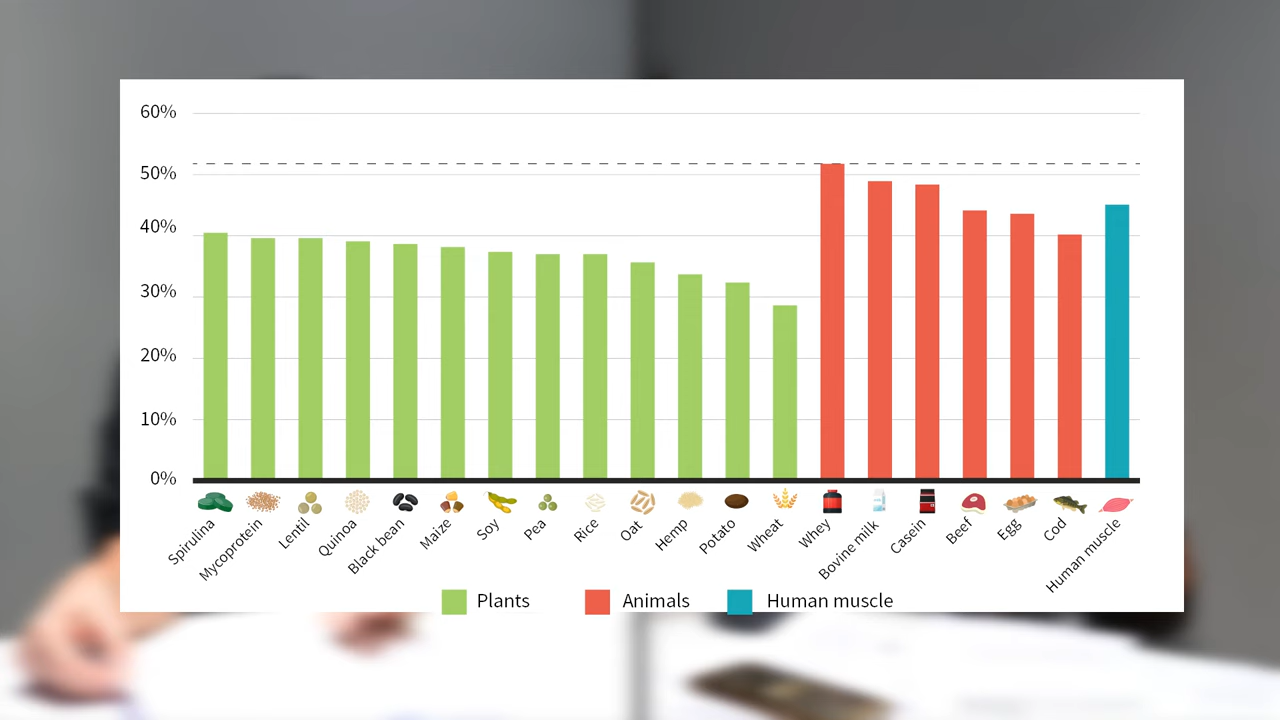 60%
50%
40%
30%
20%
10%
0%
Spirulina
Mycoprotein
Lentil
Quinoa
Black bean
Maize
Soy
Pea
Rice
Oat
Hemp
Potato
Wheat
Whey
Bovine milk
Casein
Beef
Egg
Cod
Human muscle
Plants
Animals
Human muscle